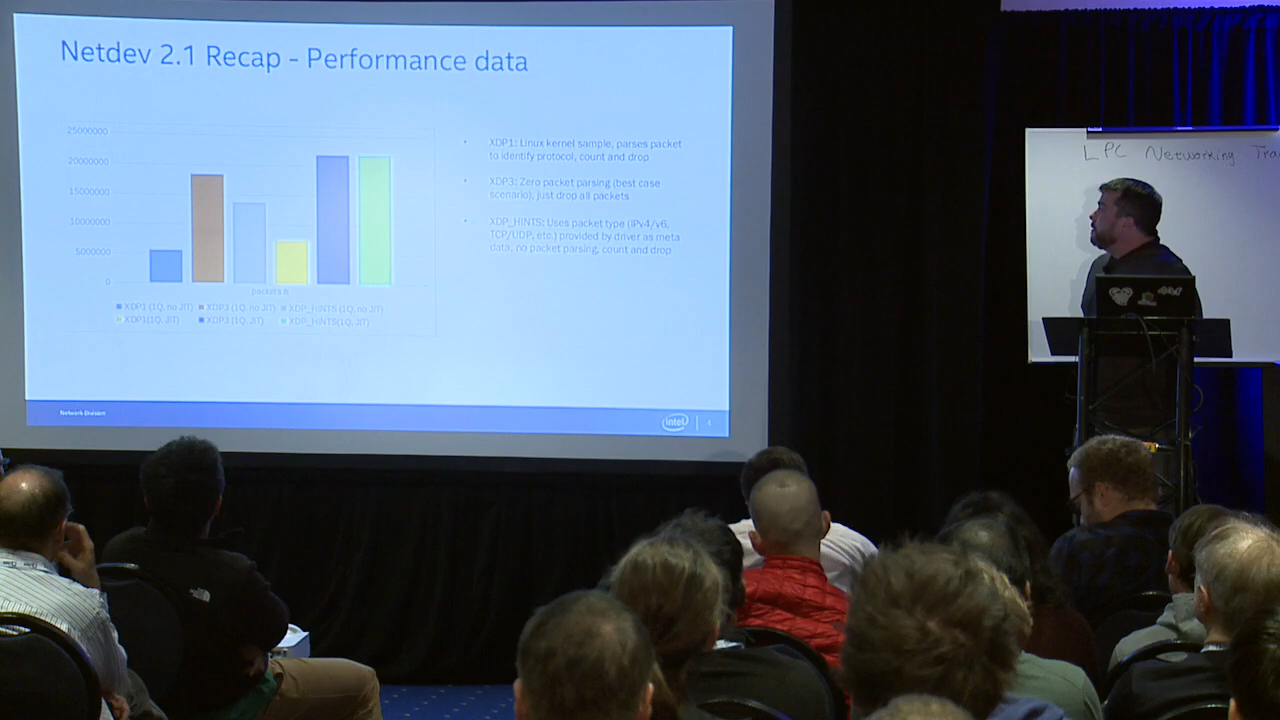 Netdev 2.1 Recap - Performance data
25000000
20000000
15000000
10000000
5000000
0
packets/s
XDP1 (1Q, no JIT) XDP3 (1Q, no JIT) XDP_HINTS (1Q, no JIT)
XDP1(1Q, JIT) XDP3 (1Q, JIT) XDP_HINTS(1Q, JIT)
• XDP1: Linux kernel sample, parses packet
to identify protocol, count and drop
• XDP3: Zero packet parsing (best case
scenario), just drop all packets
• XDP_HINTS: Uses packet type (IPv4/v6,
TCP/UDP, etc.) provided by driver as meta
data, no packet parsing, count and drop
Network Division
intel
4
LPC Networking Tra